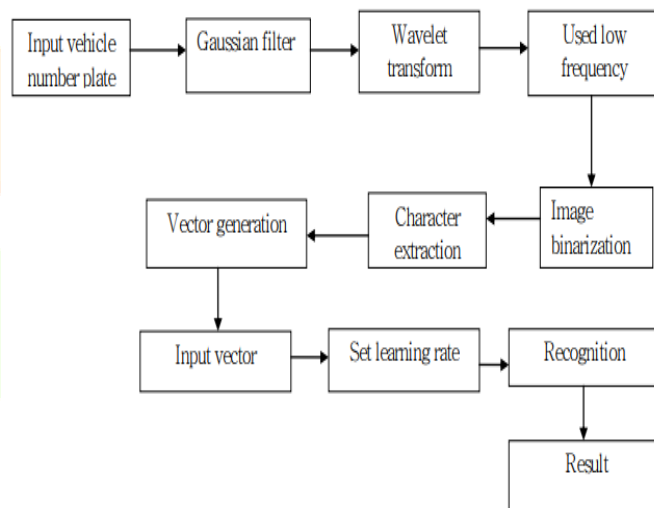 Input vehicle
number plate
Gaussian filter
Wavelet
transform
Used low
frequency
Image
binarization
Character
extraction
Vector generation
Input vector
Set learning rate
Recognition
Result